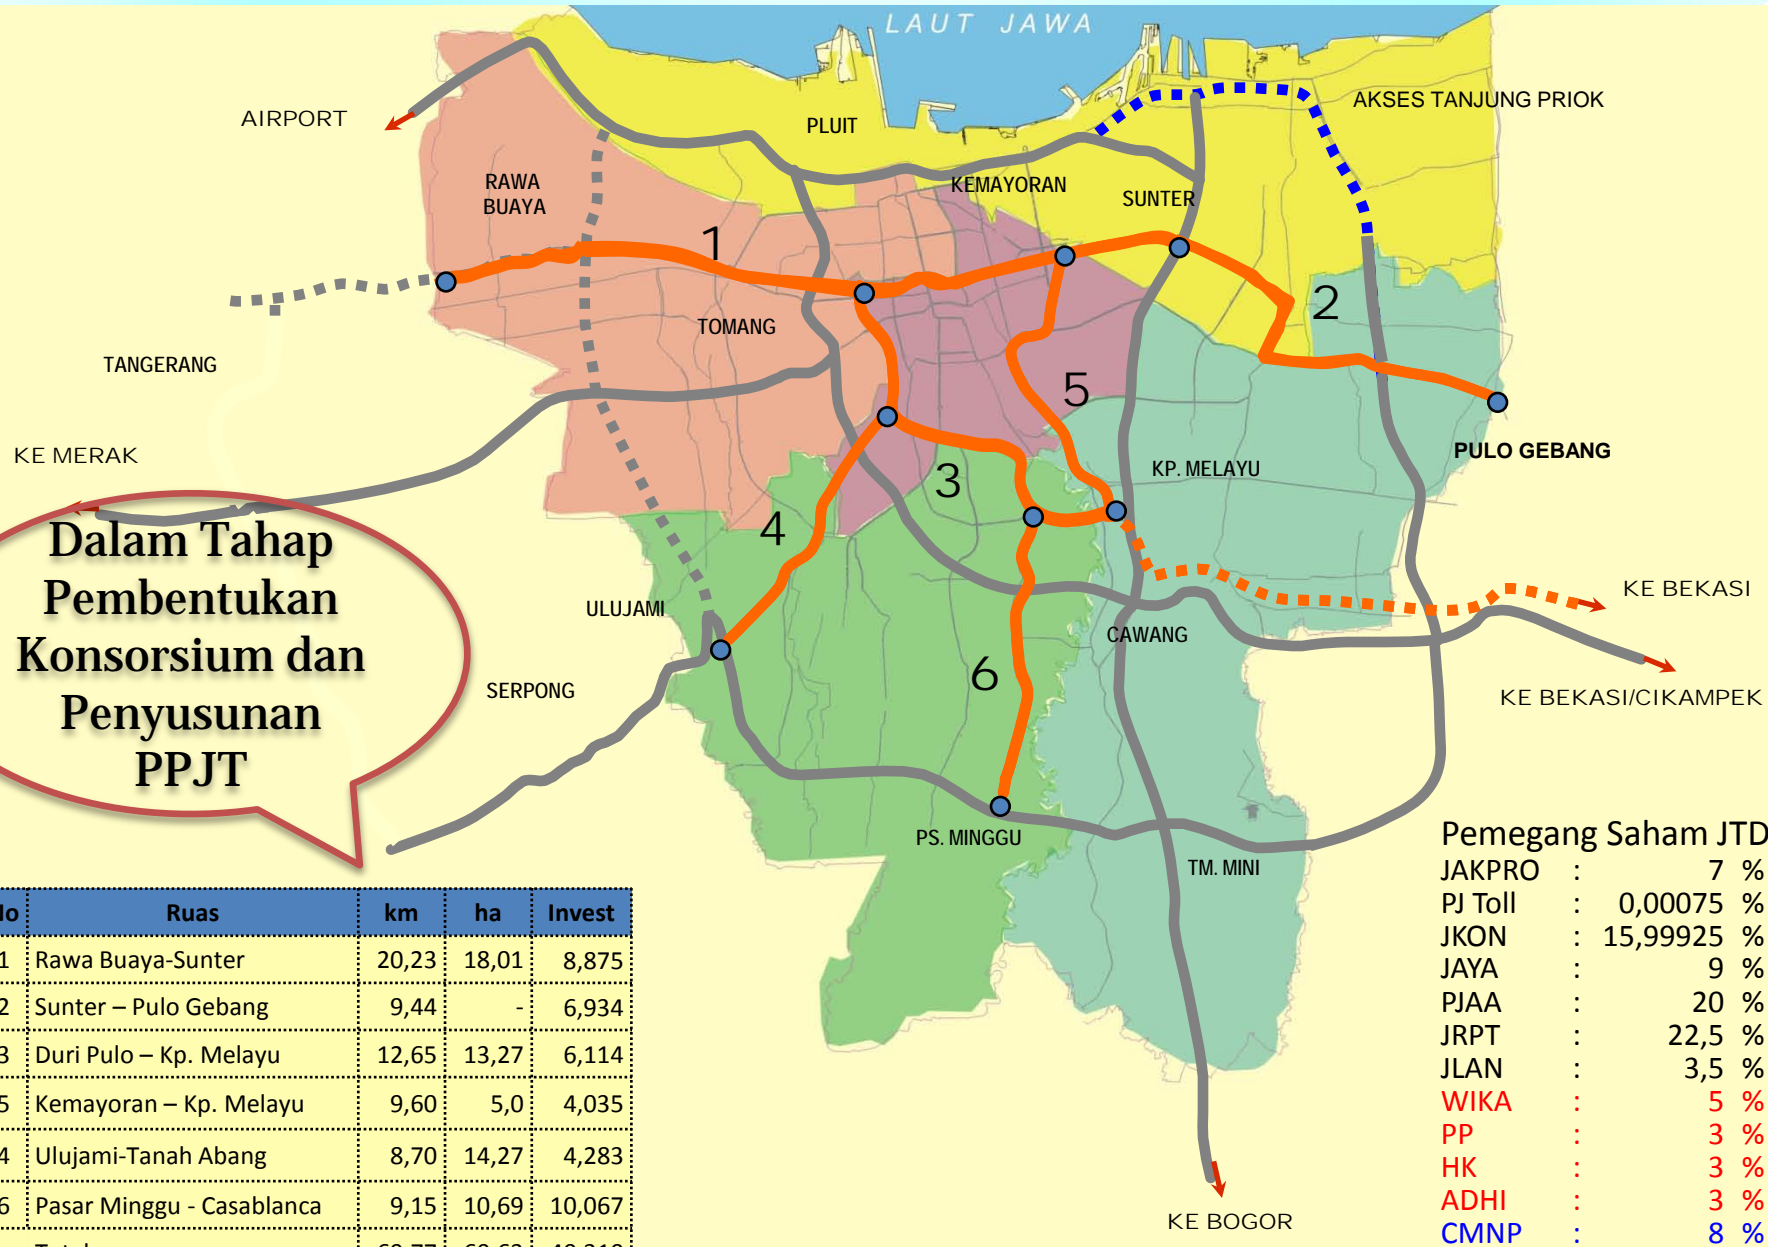 LAUT JAWA
AIRPORT
PLUIT
AKSES TANJUNG PRIOK
RAWA
BUAYA
KEMAYORAN
SUNTER
1
2
TOMANG
TANGERANG
5
KE MERAK
PULO GEBANG
KP. MELAYU
3
4
Dalam Tahap
Pembentukan
Konsorsium dan
Penyusunan
PPJT
ULUJAMI
KE BEKASI
CAWANG
6
SERPONG
KE BEKASI/CIKAMPEK
PS. MINGGU
TM. MINI
KE BOGOR
No Ruas km ha Invest
1 Rawa Buaya-Sunter 20,23 18,01 8,875
2 Sunter – Pulo Gebang 9,44 - 6,934
3 Duri Pulo – Kp. Melayu 12,65 13,27 6,114
5 Kemayoran – Kp. Melayu 9,60 5,0 4,035
4 Ulujami-Tanah Abang 8,70 14,27 4,283
6 Pasar Minggu - Casablanca 9,15 10,69 10,067
Pemegang Saham JTD
JAKPRO : 7 %
PJ Toll : 0,00075 %
JKON : 15,99925 %
JAYA : 9 %
PJAA : 20 %
JRPT : 22,5 %
JLAN : 3,5 %
WIKA : 5 %
PP : 3 %
HK : 3 %
ADHI : 3 %
CMNP : 8 %